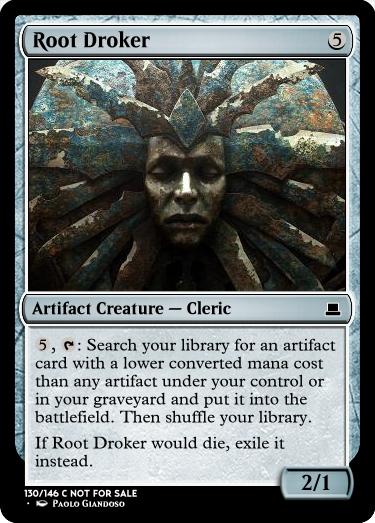 Root Droker 5
Artifact Creature — Cleric
5, T: Search your library for an artifact
card with a lower converted mana cost
than any artifact under your control or
in your graveyard and put it into the
battlefield. Then shuffle your library.
If Root Droker would die, exile it
instead.
2/1
130/146 C NOT FOR SALE
Paolo Giandoso